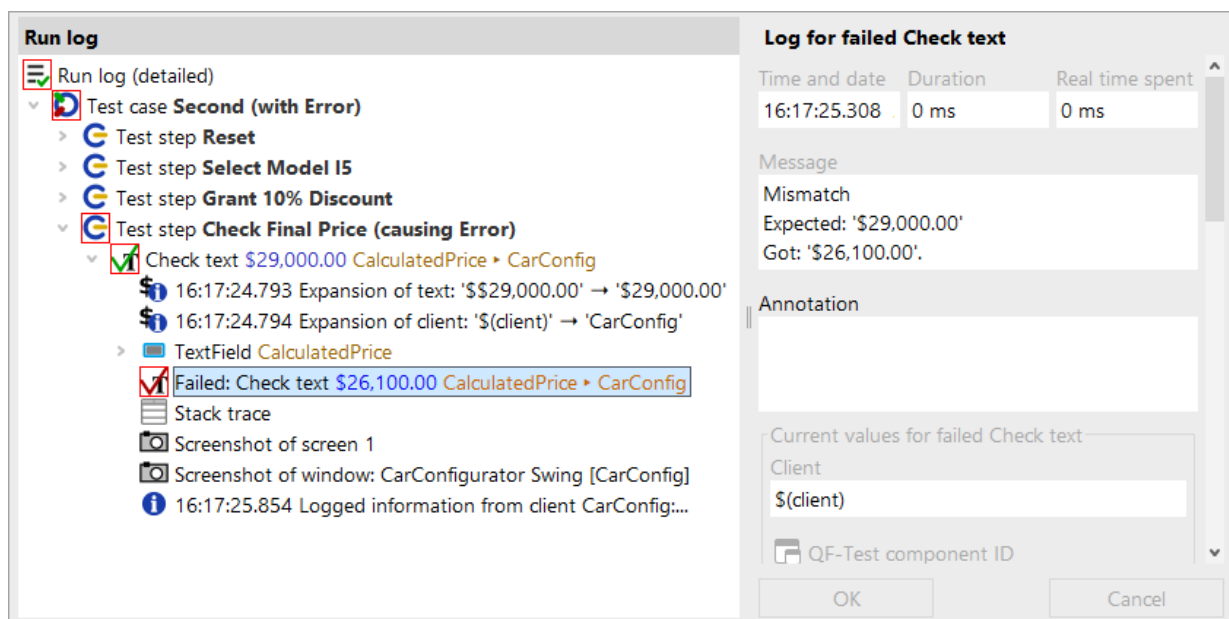 Run log
Run log (detailed)
Test case Second (with Error)
Test step Reset
Test step Select Model I5
Test step Grant 10% Discount
Test step Check Final Price (causing Error)
Check text $29,000.00 CalculatedPrice ‣ CarConfig
16:17:24.793 Expansion of text: '$$29,000.00' → '$29,000.00'
16:17:24.794 Expansion of client: '$(client)' → 'CarConfig'
TextField CalculatedPrice
Failed: Check text $26,100.00 CalculatedPrice ‣ CarConfig
Stack trace
Screenshot of screen 1
Screenshot of window: CarConfigurator Swing [CarConfig]
16:17:25.854 Logged information from client CarConfig:...
Log for failed Check text
Time and date Duration Real time spent
16:17:25.308 0 ms 0 ms
Message
Mismatch
Expected: '$29,000.00'
Got: '$26,100.00'.
Annotation
Current values for failed Check text
Client
$(client)
QF-Test component ID
OK Cancel